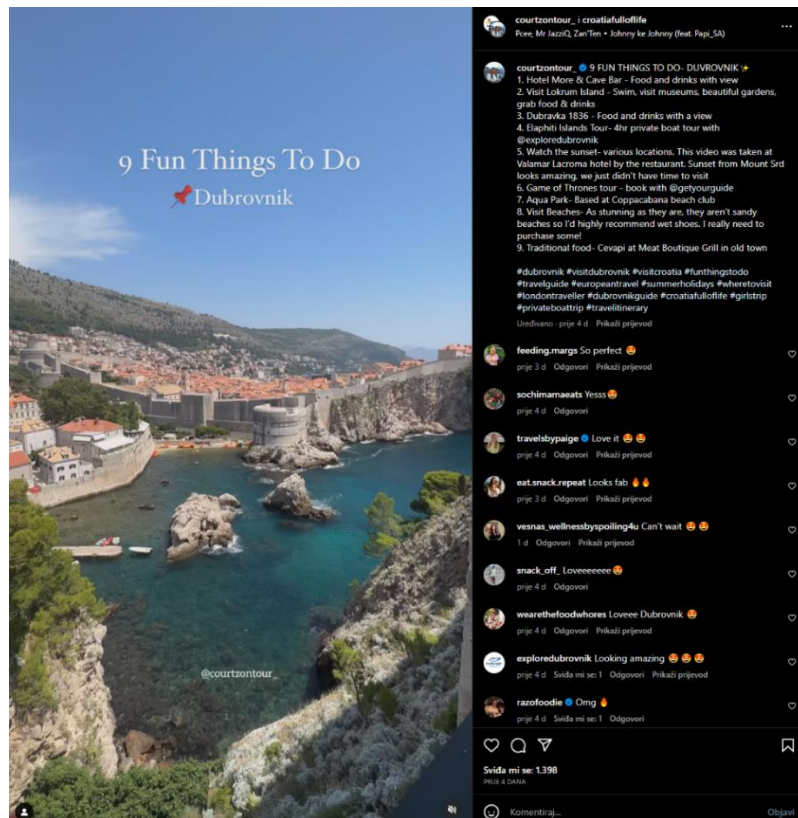 9 Fun Things To Do
📌Dubrovnik
@courtzontour_
courtzontour_ i croatiafulloflife
Pcee, Mr JazziQ, Zan'Ten • Johnny ke Johnny (feat. Papi_SA)
courtzontour_ 9 FUN THINGS TO DO- DUVROVNIK✨
1. Hotel More & Cave Bar - Food and drinks with view
2. Visit Lokrum Island - Swim, visit museums, beautiful gardens,
grab food & drinks
3. Dubravka 1836 - Food and drinks with a view
4. Elaphiti Islands Tour- 4hr private boat tour with
@exploredubrovnik
5. Watch the sunset- various locations. This video was taken at
Valamar Lacroma hotel by the restaurant. Sunset from Mount Srd
looks amazing, we just didn't have time to visit
6. Game of Thrones tour - book with @getyourguide
7. Aqua Park- Based at Coppacabana beach club
8. Visit Beaches- As stunning as they are, they aren't sandy
beaches so I'd highly recommend wet shoes. I really need to
purchase some!
9. Traditional food- Cevapi at Meat Boutique Grill in old town
#dubrovnik #visitdubrovnik #visitcroatia #funthingstodo
#travelguide #europeantravel #summerholidays #wheretovisit
#londontraveller #dubrovnikguide #croatiafulloflife #girlstrip
#privateboattrip #travelitinerary
Uređivano · prije 4 d Prikaži prijevod
feeding.margs So perfect 🤩
prije 3 d Odgovori Prikaži prijevod
sochimamaeats Yesss🤩
prije 4 d Odgovori
travelsbypaige Love it 🤩 🤩
prije 4 d Odgovori Prikaži prijevod
eat.snack.repeat Looks fab 🔥🔥
prije 3 d Odgovori Prikaži prijevod
vesnas_wellnessbyspoiling4u Can't wait 🤩 🤩
1 d Odgovori Prikaži prijevod
snack_off_ Loveeeeeee🤩
prije 4 d Odgovori
wearethefoodwhores Loveee Dubrovnik 🤩
prije 4 d Odgovori Prikaži prijevod
exploredubrovnik Looking amazing 🤩 🤩 🤩
prije 4 d Sviđa mi se: 1 Odgovori Prikaži prijevod
razofoodie Omg 🔥
prije 4 d Sviđa mi se: 1 Odgovori
Sviđa mi se: 1.398
PRIJE 4 DANA
Komentiraj...
Objavi